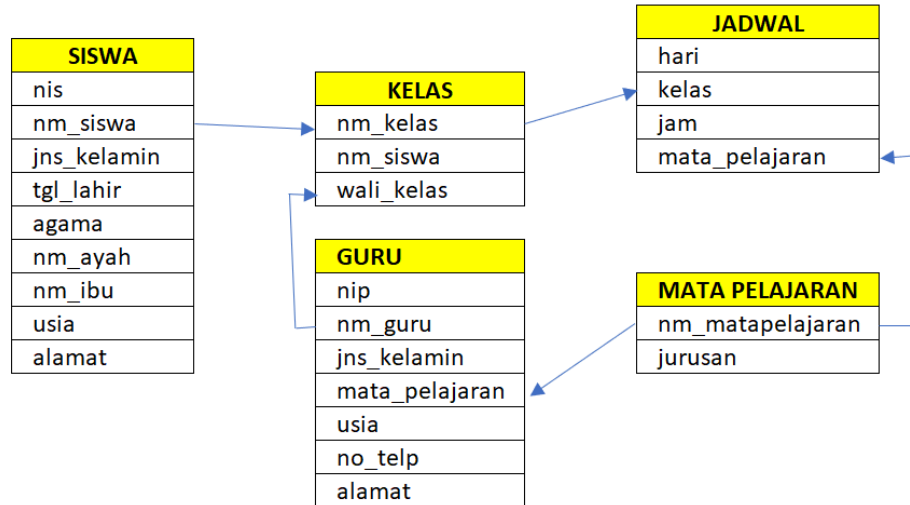 SISWA
nis
nm_siswa
jns_kelamin
tgl_lahir
agama
nm_ayah
nm_ibu
usia
alamat
KELAS
nm_kelas
nm_siswa
wali_kelas
GURU
nip
nm_guru
jns_kelamin
mata_pelajaran
usia
no_telp
alamat
JADWAL
hari
kelas
jam
mata_pelajaran
MATA PELAJARAN
nm_matapelajaran
jurusan